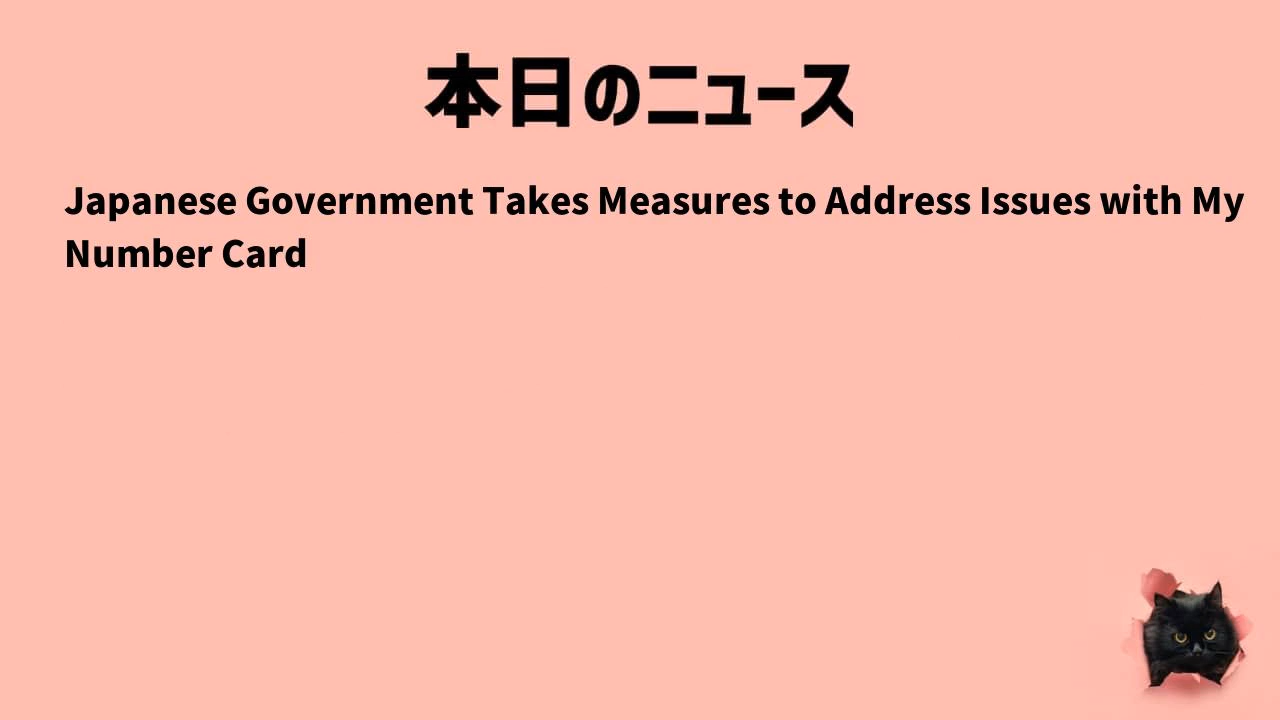 本日のニュース
Japanese Government Takes Measures to Address Issues with My
Number Card